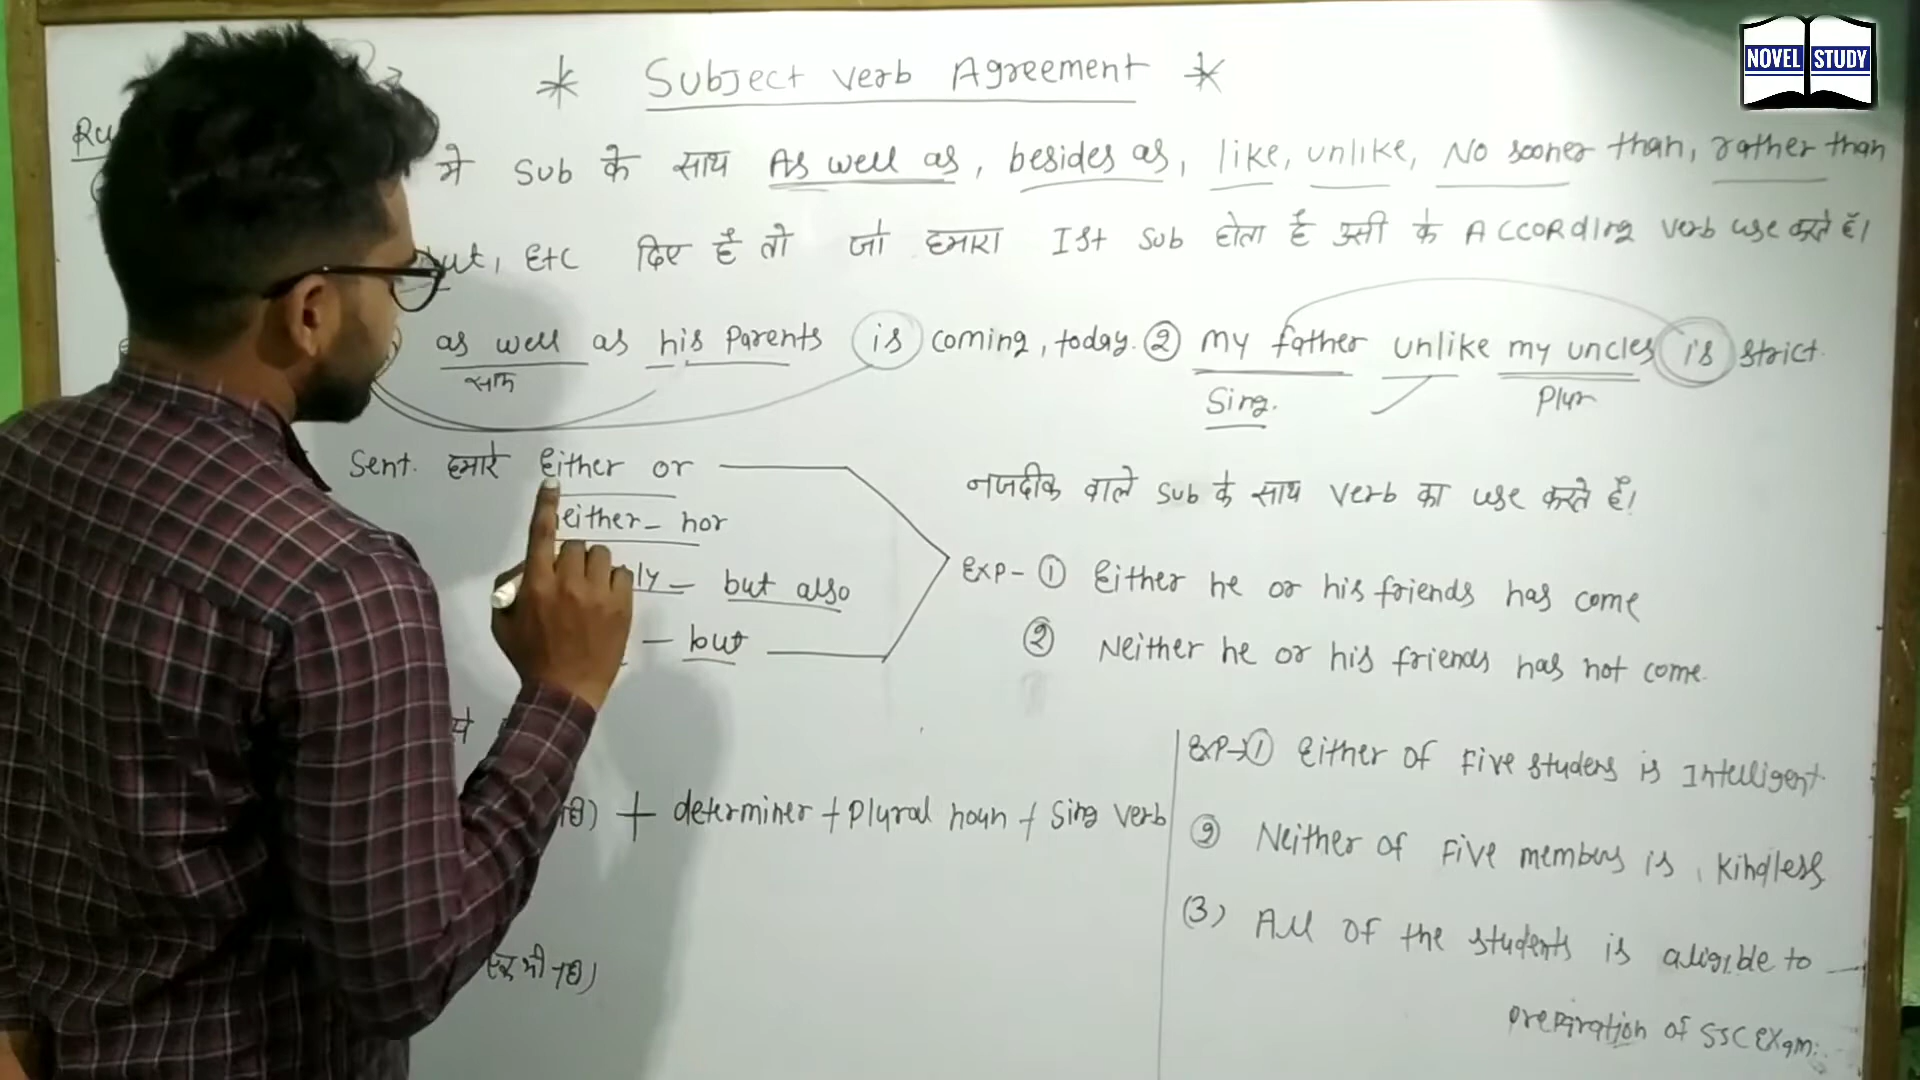 NOVEL STUDY
* Subject verb Agreement *
मे Sub के साथ As well as, besides as, like, unlike, No sooner than, rather than
but, Etc दिए हैं तो जो हमारा Ist Sub होता हैं उसी के According verb use करते हैं।
as well as his Parents is coming, today. ② my father unlike my uncles is strict.
साथ Sing. Plur
Sent. हमारे Either or
नजदीक वाले Sub के साथ verb का use करते हैं।
neither - nor
ly - but also
Exp- ① Either he or his friends has come
- but
② Neither he or his friends has not come.
से
Exp→① Either of Five studens is Intelligent
+ determiner + Plural noun + Sing verb
② Neither of Five members is, kindless
(3) All of the students is aligible to
एक भी नही)
prepiration of SSC Exam.